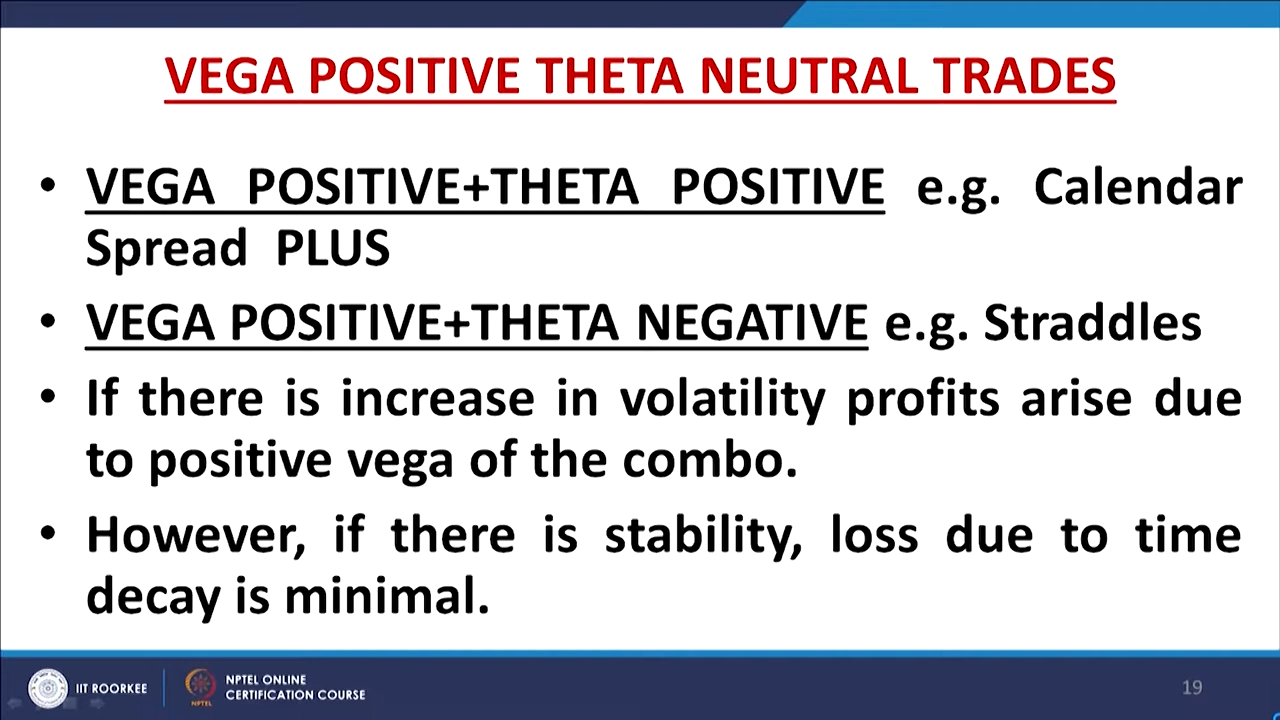 VEGA POSITIVE THETA NEUTRAL TRADES
• VEGA POSITIVE+THETA POSITIVE e.g. Calendar
Spread PLUS
• VEGA POSITIVE+THETA NEGATIVE e.g. Straddles
• If there is increase in volatility profits arise due
to positive vega of the combo.
• However, if there is stability, loss due to time
decay is minimal.
IIT ROORKEE
NPTEL
NPTEL ONLINE
CERTIFICATION COURSE
19